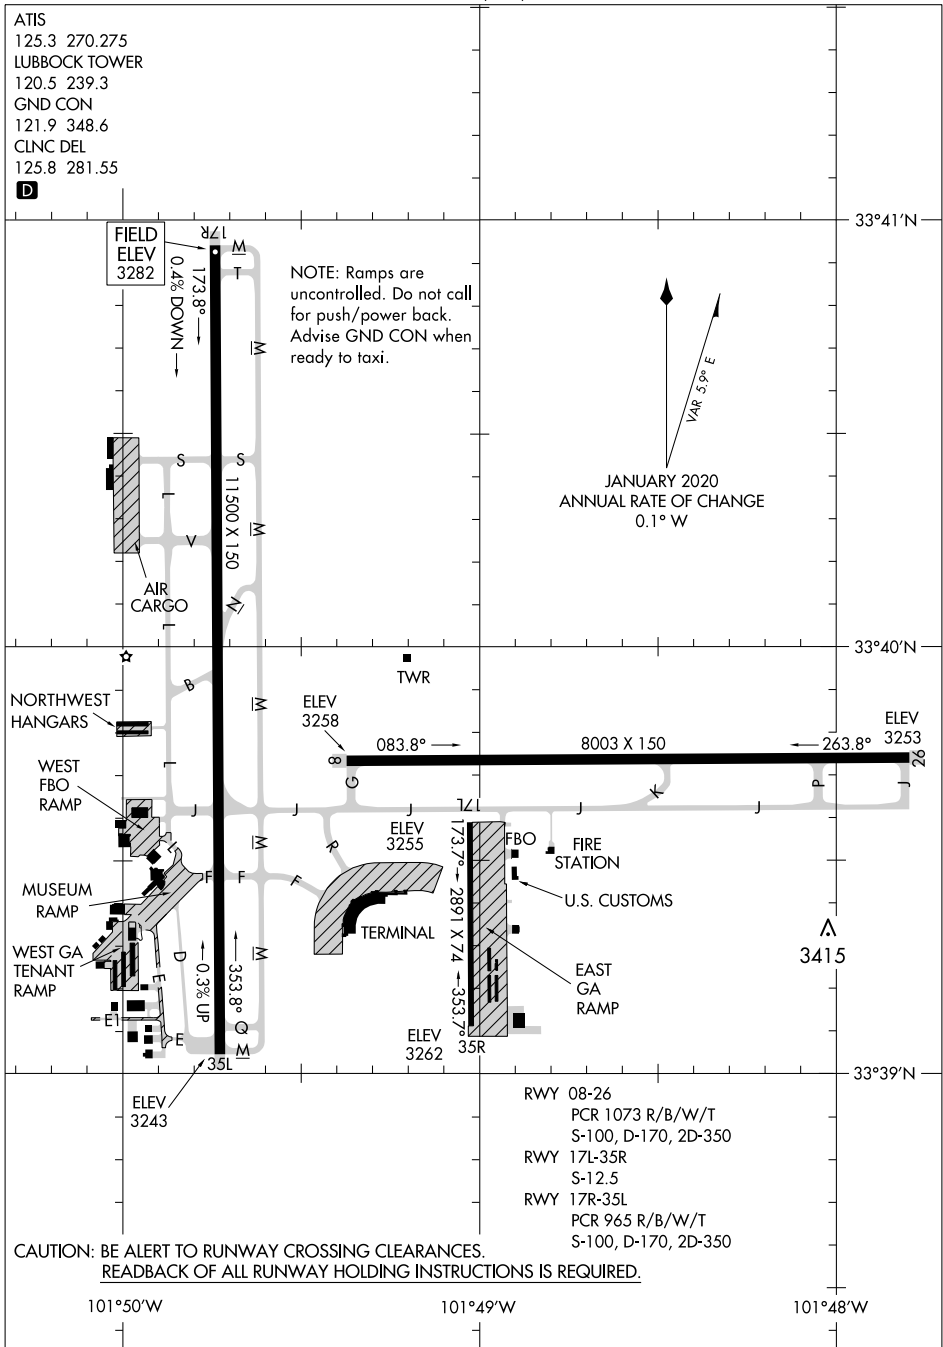 ATIS
125.3 270.275
LUBBOCK TOWER
120.5 239.3
GND CON
121.9 348.6
CLNC DEL
125.8 281.55
D
33°41'N
FIELD
ELEV
3282
17R
M
T
173.8°
0.4% DOWN
NOTE: Ramps are
uncontrolled. Do not call
for push/power back.
Advise GND CON when
ready to taxi.
M
VAR 5.9° E
JANUARY 2020
ANNUAL RATE OF CHANGE
0.1° W
S
S
L
11500 X 150
M
V
AIR
CARGO
N
L
33°40'N
TWR
B
M
NORTHWEST
HANGARS
ELEV
3258
ELEV
3253
083.8°
8003 X 150
263.8°
8
26
WEST
FBO
RAMP
L
G
K
P
J
J
J
J
J
17L
L
M
R
ELEV
3255
173.7°
FBO
FIRE
STATION
MUSEUM
RAMP
F
F
F
U.S. CUSTOMS
2891 X 74
TERMINAL
WEST GA
TENANT
RAMP
D
M
3415
E
0.3% UP
353.8°
353.7°
EAST
GA
RAMP
E1
E
Q
M
35L
ELEV
3262
35R
33°39'N
ELEV
3243
RWY 08-26
PCR 1073 R/B/W/T
S-100, D-170, 2D-350
RWY 17L-35R
S-12.5
RWY 17R-35L
PCR 965 R/B/W/T
S-100, D-170, 2D-350
CAUTION: BE ALERT TO RUNWAY CROSSING CLEARANCES.
READBACK OF ALL RUNWAY HOLDING INSTRUCTIONS IS REQUIRED.
101°50'W
101°49'W
101°48'W